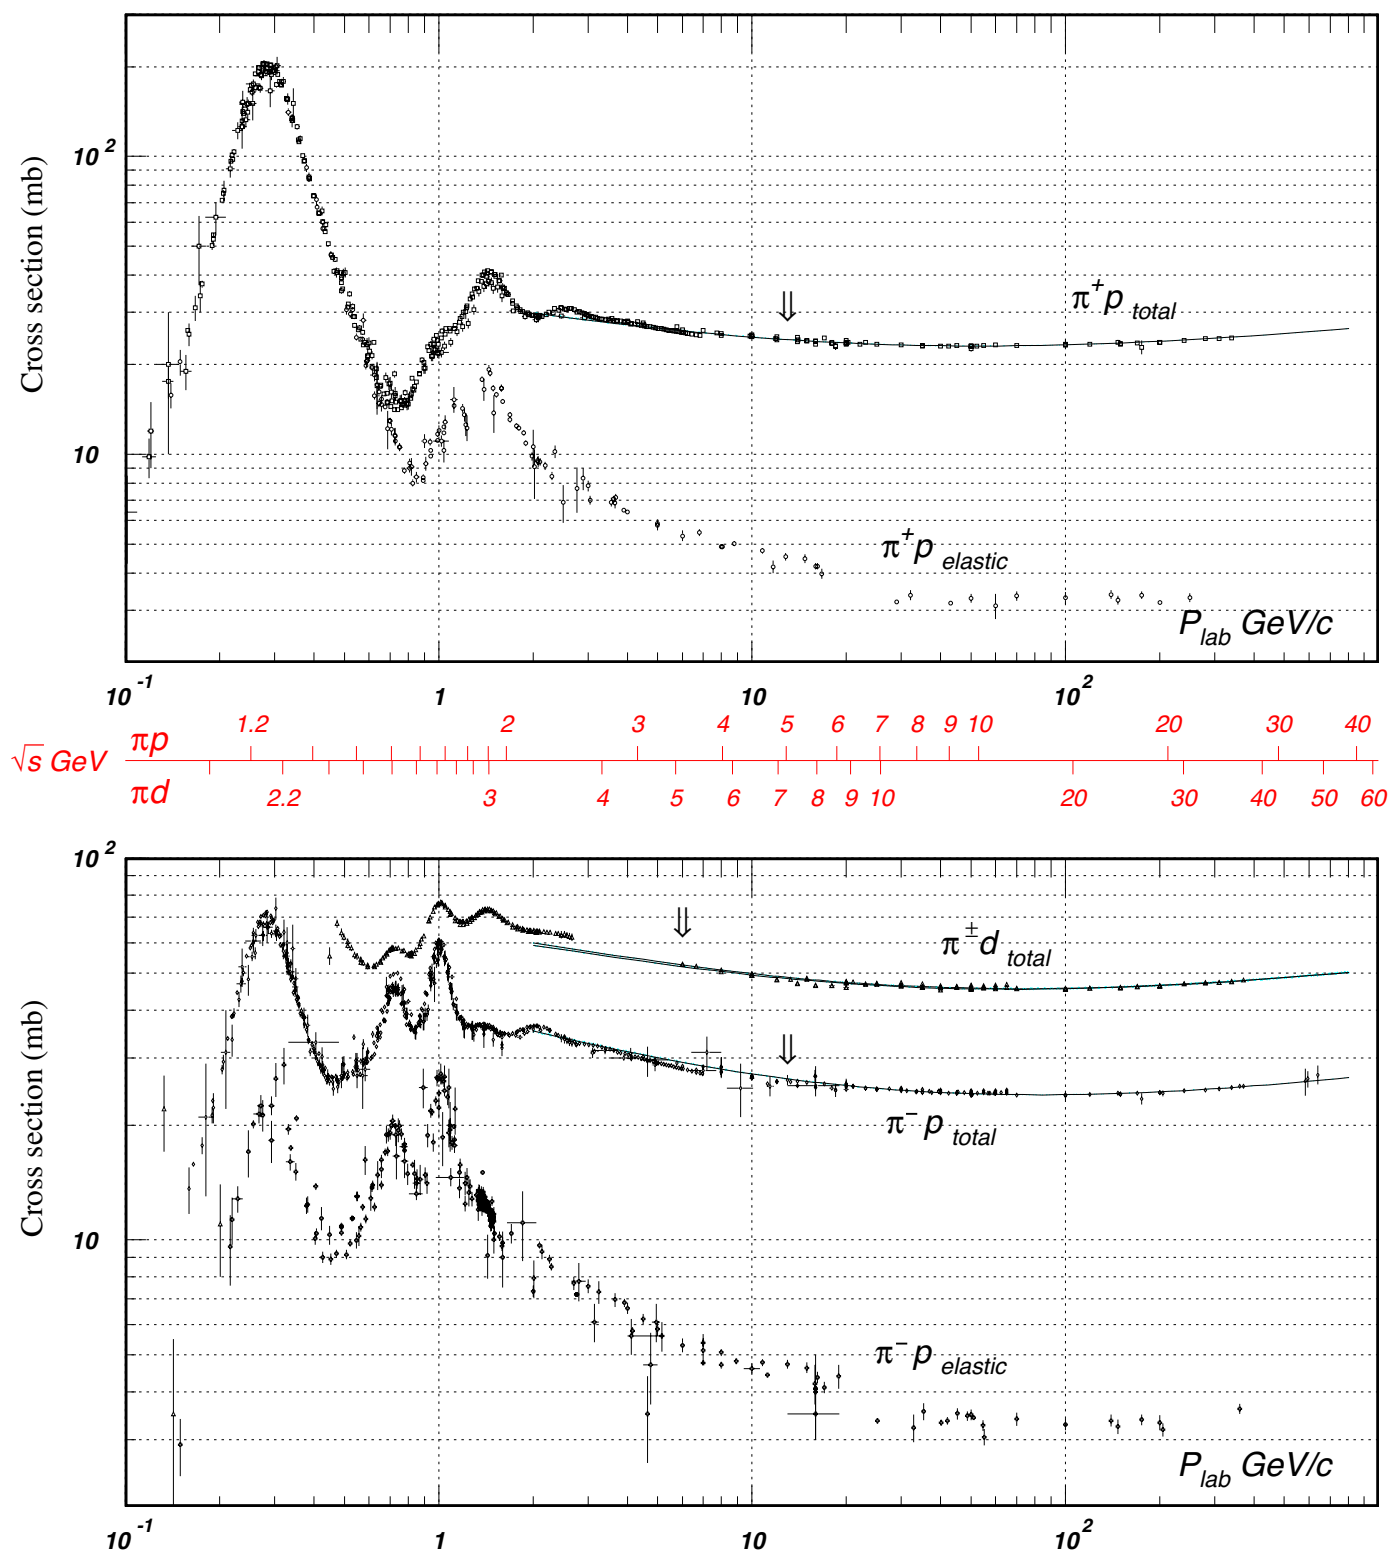 Cross section (mb)
10²
10
π⁺p total
π⁺p elastic
P lab GeV/c
10⁻¹ 1 10 10²
√s GeV
πp 1.2 2 3 4 5 6 7 8 9 10 20 30 40
πd 2.2 3 4 5 6 7 8 9 10 20 30 40 50 60
Cross section (mb)
10²
10
π±d total
π⁻p total
π⁻p elastic
P lab GeV/c
10⁻¹ 1 10 10²